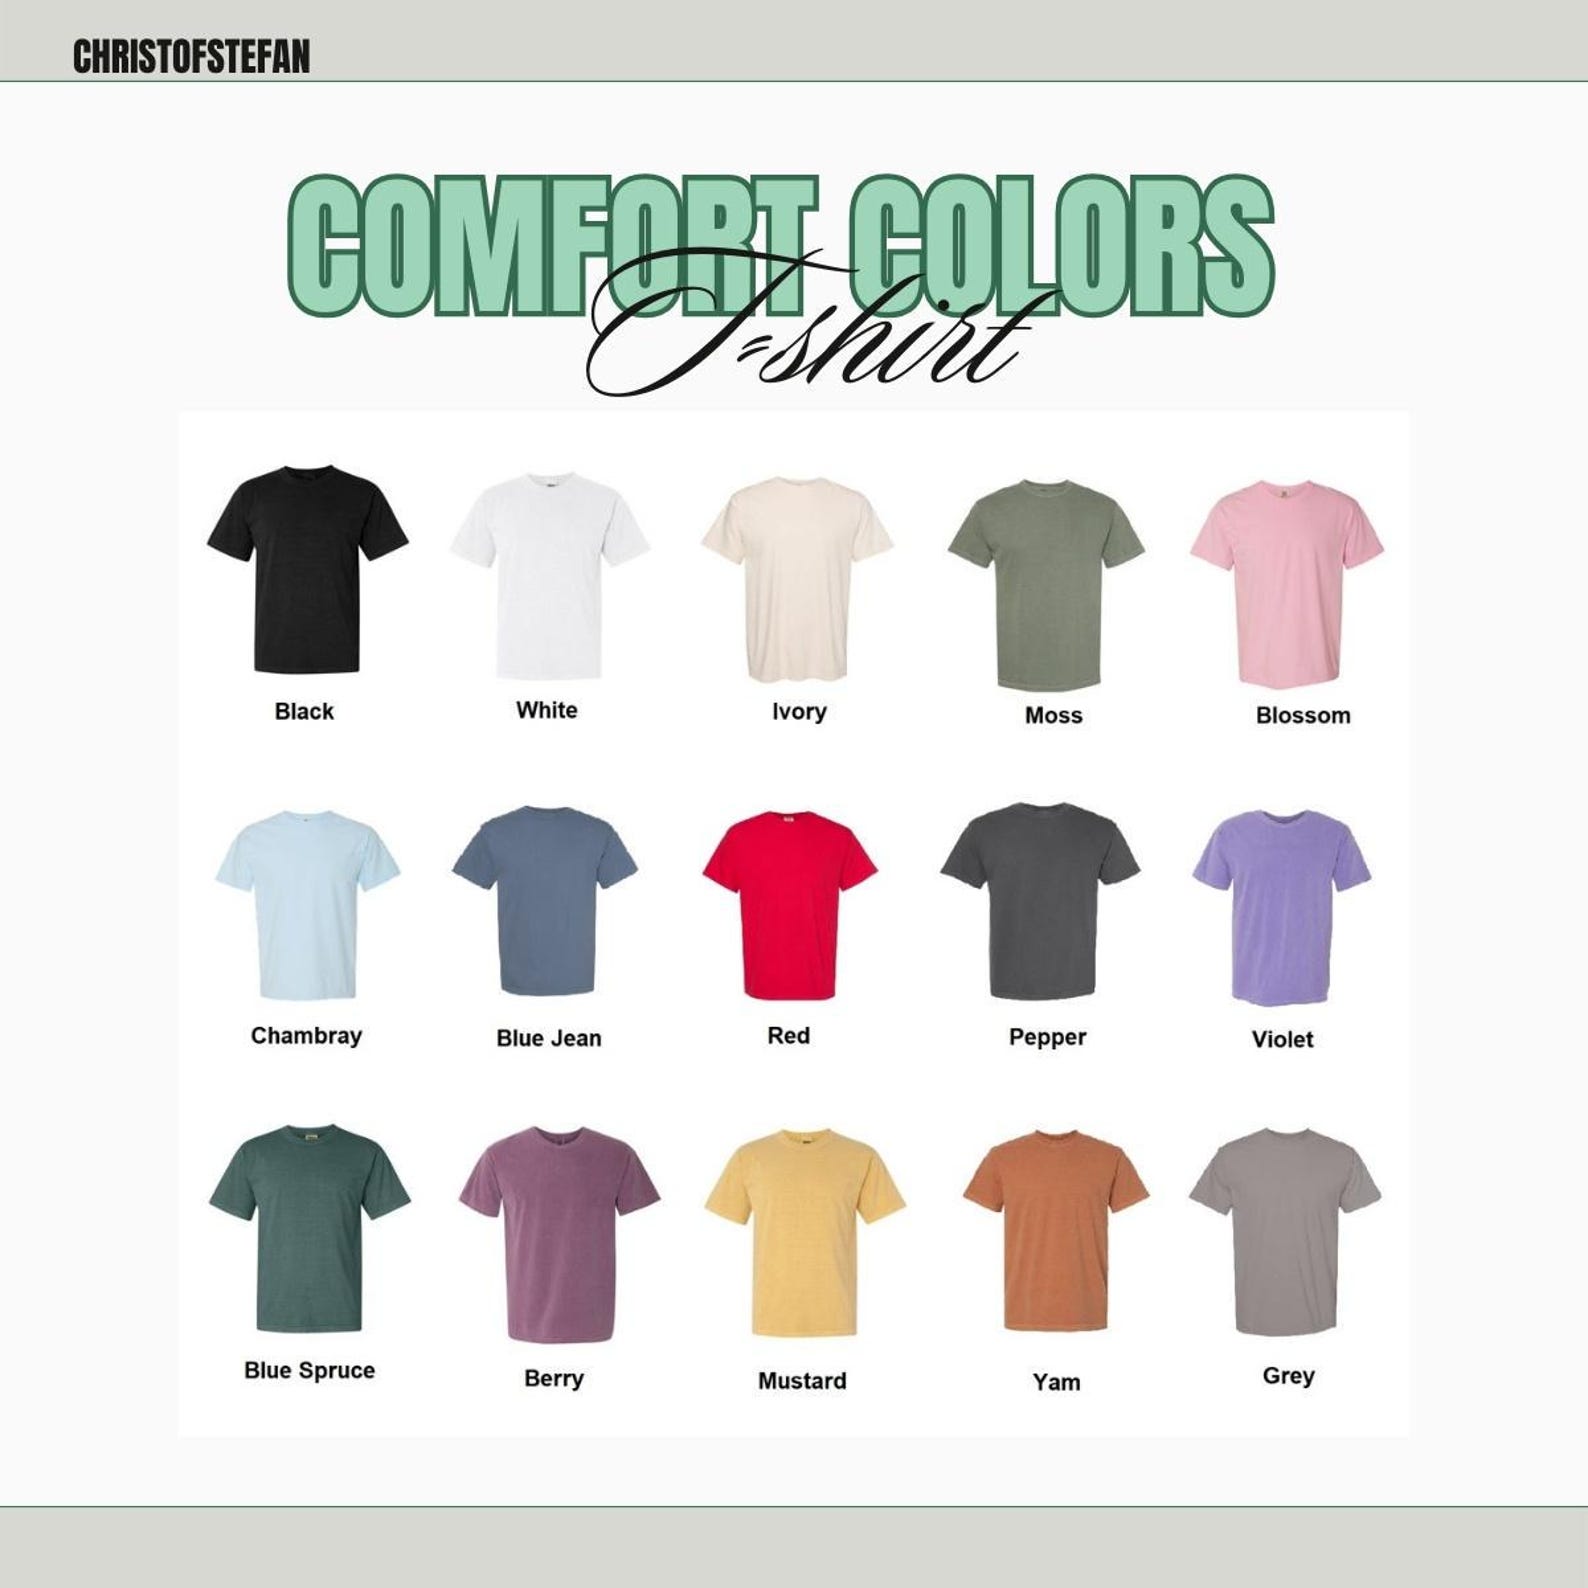 CHRISTOFSTEFAN
COMFORT COLORS
T-shirt
Black
White
Ivory
Moss
Blossom
Chambray
Blue Jean
Red
Pepper
Violet
Blue Spruce
Berry
Mustard
Yam
Grey